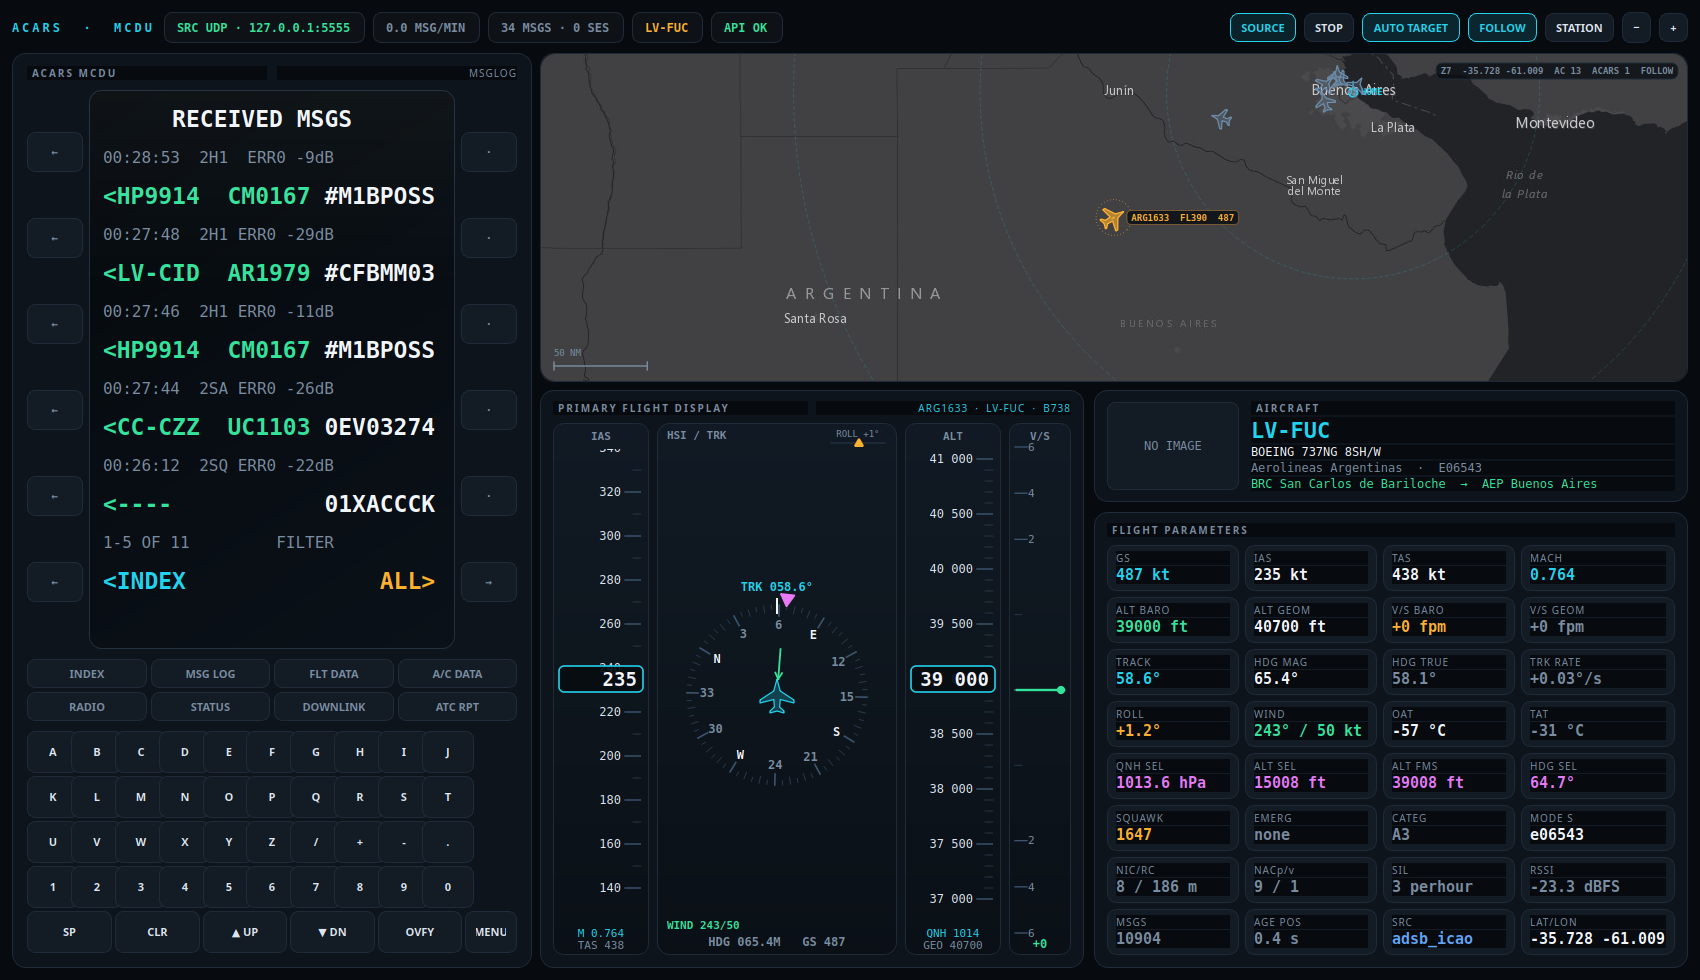 ACARS · MCDU
SRC UDP · 127.0.0.1:5555
0.0 MSG/MIN
34 MSGS · 0 SES
LV-FUC
API OK
SOURCE
STOP
AUTO TARGET
FOLLOW
STATION
−
+
ACARS MCDU
MSGLOG
RECEIVED MSGS
00:28:53 2H1 ERR0 -9dB
<HP9914 CM0167 #M1BPOSS
00:27:48 2H1 ERR0 -29dB
<LV-CID AR1979 #CFBMM03
00:27:46 2H1 ERR0 -11dB
<HP9914 CM0167 #M1BPOSS
00:27:44 2SA ERR0 -26dB
<CC-CZZ UC1103 0EV03274
00:26:12 2SQ ERR0 -22dB
<---- 01XACCCK
1-5 OF 11 FILTER
<INDEX ALL>
← ·
← ·
← ·
← ·
← ·
← →
INDEX MSG LOG FLT DATA A/C DATA
RADIO STATUS DOWNLINK ATC RPT
A B C D E F G H I J
K L M N O P Q R S T
U V W X Y Z / + - .
1 2 3 4 5 6 7 8 9 0
SP CLR ▲ UP ▼ DN OVFY MENU
Z7 -35.728 -61.009 AC 13 ACARS 1 FOLLOW
Junin
Buenos Aires
La Plata
Montevideo
San Miguel
del Monte
Rio de
la Plata
ARG1633 FL390 487
ARGENTINA
Santa Rosa
BUENOS AIRES
50 NM
PRIMARY FLIGHT DISPLAY
ARG1633 · LV-FUC · B738
IAS
320
300
280
260
235
220
200
180
160
140
M 0.764
TAS 438
HSI / TRK
ROLL +1°
TRK 058.6°
N 3 6 E 12 15 S 21 24 W 30 33
WIND 243/50
HDG 065.4M GS 487
ALT
41 000
40 500
40 000
39 500
39 000
38 500
38 000
37 500
37 000
QNH 1014
GEO 40700
V/S
6
4
2
2
4
6
+0
NO IMAGE
AIRCRAFT
LV-FUC
BOEING 737NG 8SH/W
Aerolineas Argentinas · E06543
BRC San Carlos de Bariloche → AEP Buenos Aires
FLIGHT PARAMETERS
GS IAS TAS MACH
487 kt 235 kt 438 kt 0.764
ALT BARO ALT GEOM V/S BARO V/S GEOM
39000 ft 40700 ft +0 fpm +0 fpm
TRACK HDG MAG HDG TRUE TRK RATE
58.6° 65.4° 58.1° +0.03°/s
ROLL WIND OAT TAT
+1.2° 243° / 50 kt -57 °C -31 °C
QNH SEL ALT SEL ALT FMS HDG SEL
1013.6 hPa 15008 ft 39008 ft 64.7°
SQUAWK EMERG CATEG MODE S
1647 none A3 e06543
NIC/RC NACp/v SIL RSSI
8 / 186 m 9 / 1 3 perhour -23.3 dBFS
MSGS AGE POS SRC LAT/LON
10904 0.4 s adsb_icao -35.728 -61.009